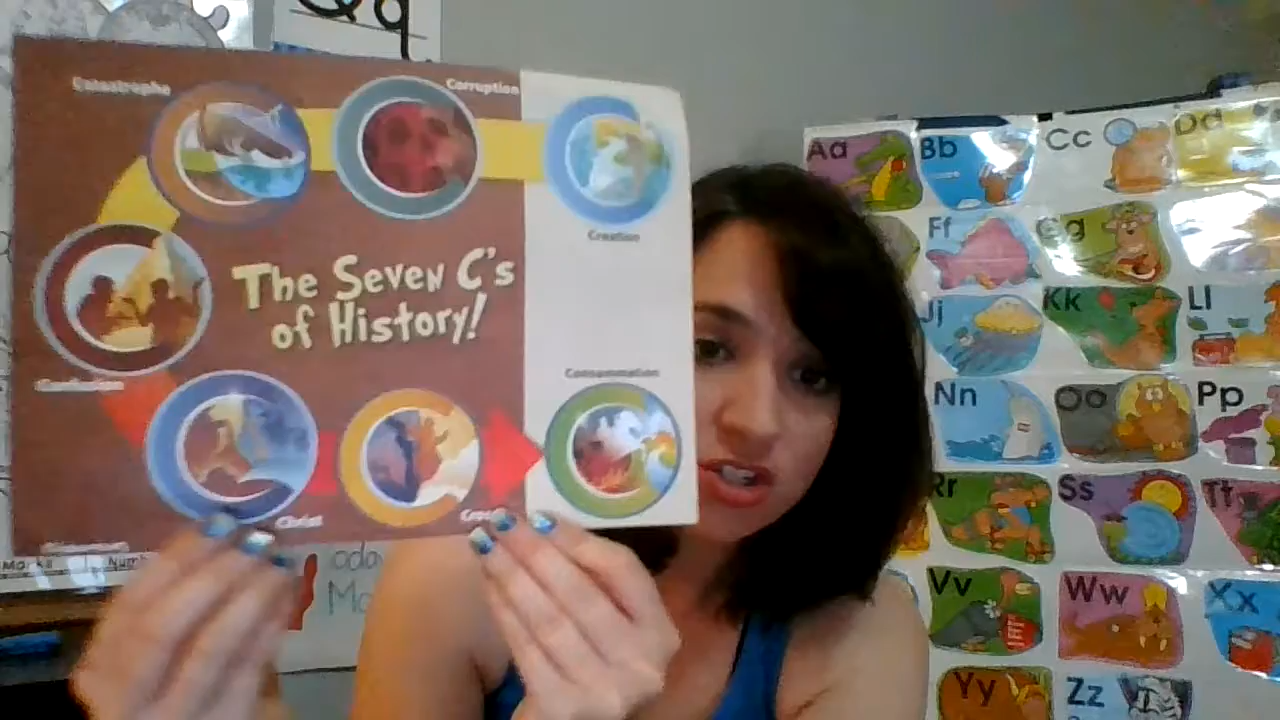 Qq
Catastrophe
Corruption
Creation
The Seven C's
of History!
Confusion
Consummation
Christ
Aa
Bb
Cc
Dd
Ff
Gg
Jj
Kk
Ll
Nn
Oo
Pp
Rr
Ss
Tt
Vv
Ww
Xx
Yy
Zz